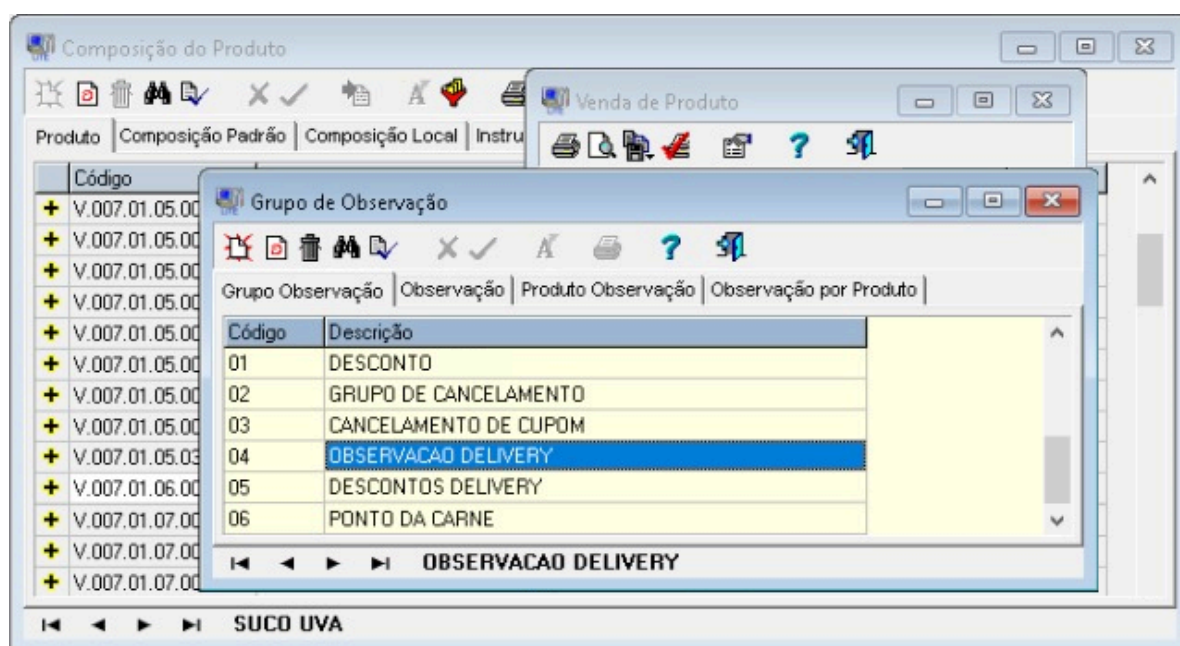 Composição do Produto
Venda de Produto
Produto Composição Padrão Composição Local Instru
Código
V.007.01.05.00
V.007.01.05.00
V.007.01.05.00
V.007.01.05.00
V.007.01.05.00
V.007.01.05.00
V.007.01.05.00
V.007.01.05.00
V.007.01.05.03
V.007.01.06.00
V.007.01.07.00
V.007.01.07.00
V.007.01.07.00
Grupo de Observação
Grupo Observação Observação Produto Observação Observação por Produto
Código Descrição
01 DESCONTO
02 GRUPO DE CANCELAMENTO
03 CANCELAMENTO DE CUPOM
04 OBSERVACAO DELIVERY
05 DESCONTOS DELIVERY
06 PONTO DA CARNE
OBSERVACAO DELIVERY
SUCO UVA